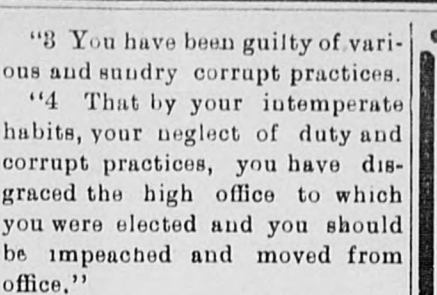 "3 You have been guilty of vari-
ous and sundry corrupt practices.
"4 That by your intemperate
habits, your neglect of duty and
corrupt practices, you have dis-
graced the high office to which
you were elected and you should
be impeached and moved from
office."